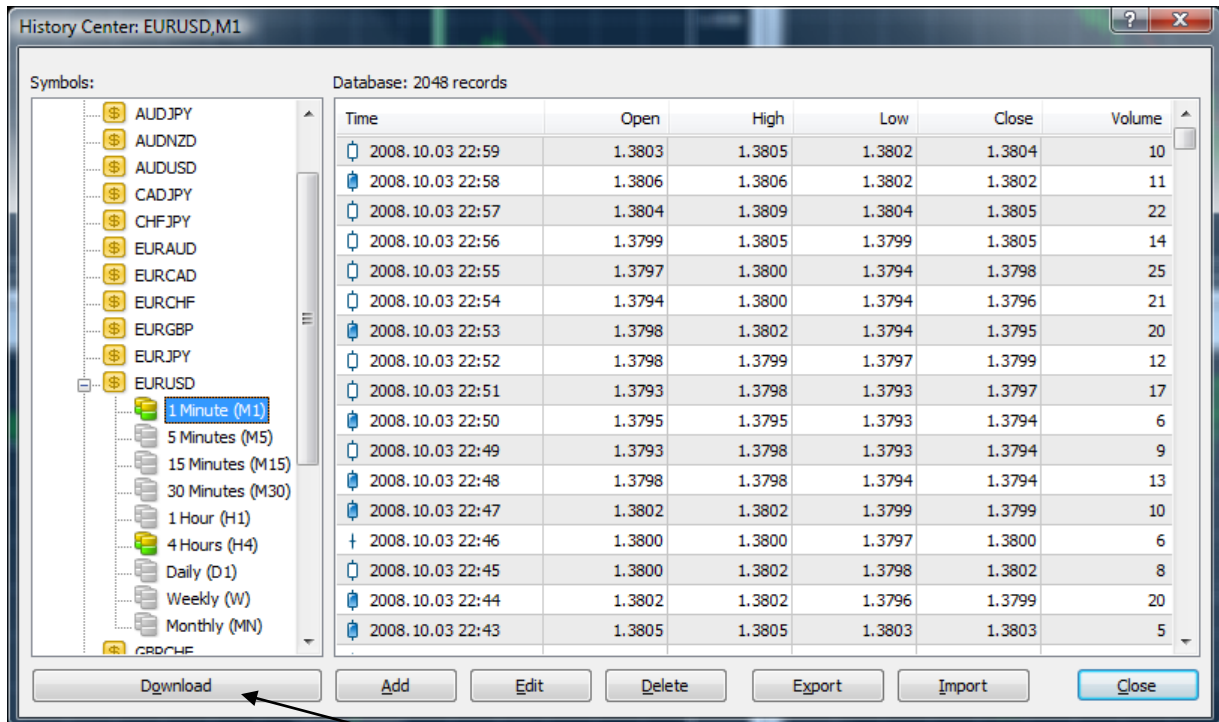 History Center: EURUSD,M1
Symbols:
Database: 2048 records
AUDJPY
AUDNZD
AUDUSD
CADJPY
CHFJPY
EURAUD
EURCAD
EURCHF
EURGBP
EURJPY
EURUSD
1 Minute (M1)
5 Minutes (M5)
15 Minutes (M15)
30 Minutes (M30)
1 Hour (H1)
4 Hours (H4)
Daily (D1)
Weekly (W)
Monthly (MN)
GBPCHF
Time Open High Low Close Volume
2008.10.03 22:59 1.3803 1.3805 1.3802 1.3804 10
2008.10.03 22:58 1.3806 1.3806 1.3802 1.3802 11
2008.10.03 22:57 1.3804 1.3809 1.3804 1.3805 22
2008.10.03 22:56 1.3799 1.3805 1.3799 1.3805 14
2008.10.03 22:55 1.3797 1.3800 1.3794 1.3798 25
2008.10.03 22:54 1.3794 1.3800 1.3794 1.3796 21
2008.10.03 22:53 1.3798 1.3802 1.3794 1.3795 20
2008.10.03 22:52 1.3798 1.3799 1.3797 1.3799 12
2008.10.03 22:51 1.3793 1.3798 1.3793 1.3797 17
2008.10.03 22:50 1.3795 1.3795 1.3793 1.3794 6
2008.10.03 22:49 1.3793 1.3798 1.3793 1.3794 9
2008.10.03 22:48 1.3798 1.3798 1.3794 1.3794 13
2008.10.03 22:47 1.3802 1.3802 1.3799 1.3799 10
2008.10.03 22:46 1.3800 1.3800 1.3797 1.3800 6
2008.10.03 22:45 1.3800 1.3802 1.3798 1.3802 8
2008.10.03 22:44 1.3802 1.3802 1.3796 1.3799 20
2008.10.03 22:43 1.3805 1.3805 1.3803 1.3803 5
Download Add Edit Delete Export Import Close